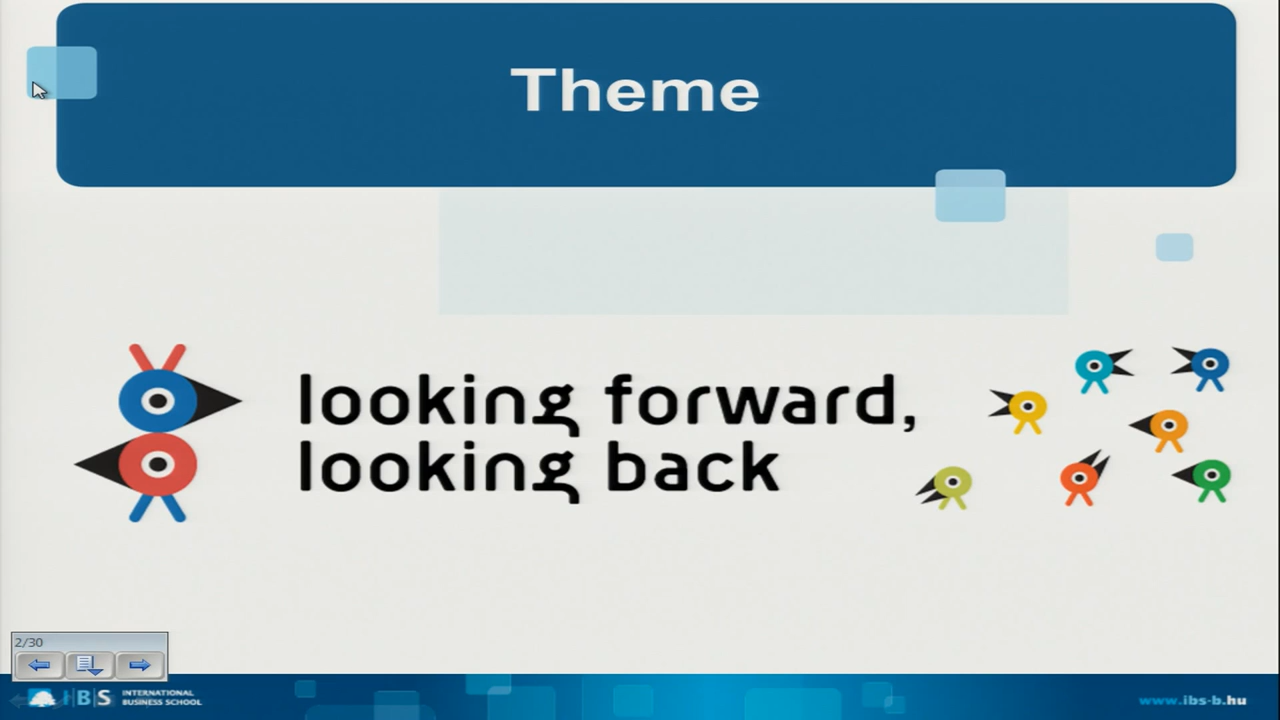 Theme
looking forward,
looking back
2/30
IBS
INTERNATIONAL
BUSINESS SCHOOL
www.ibs-b.hu